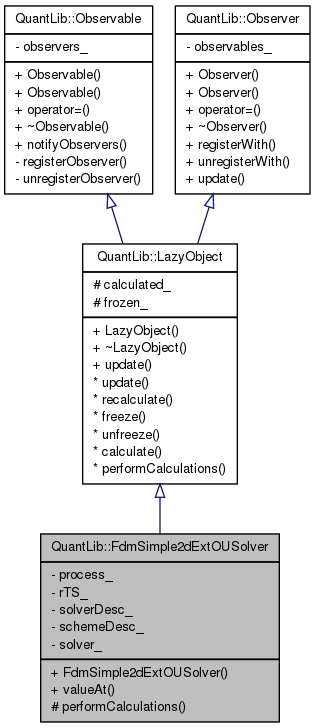 QuantLib::Observable
- observers_
+ Observable()
+ Observable()
+ operator=()
+ ~Observable()
+ notifyObservers()
- registerObserver()
- unregisterObserver()
QuantLib::Observer
- observables_
+ Observer()
+ Observer()
+ operator=()
+ ~Observer()
+ registerWith()
+ unregisterWith()
+ update()
QuantLib::LazyObject
# calculated_
# frozen_
+ LazyObject()
+ ~LazyObject()
+ update()
* update()
* recalculate()
* freeze()
* unfreeze()
* calculate()
* performCalculations()
QuantLib::FdmSimple2dExtOUSolver
- process_
- rTS_
- solverDesc_
- schemeDesc_
- solver_
+ FdmSimple2dExtOUSolver()
+ valueAt()
# performCalculations()